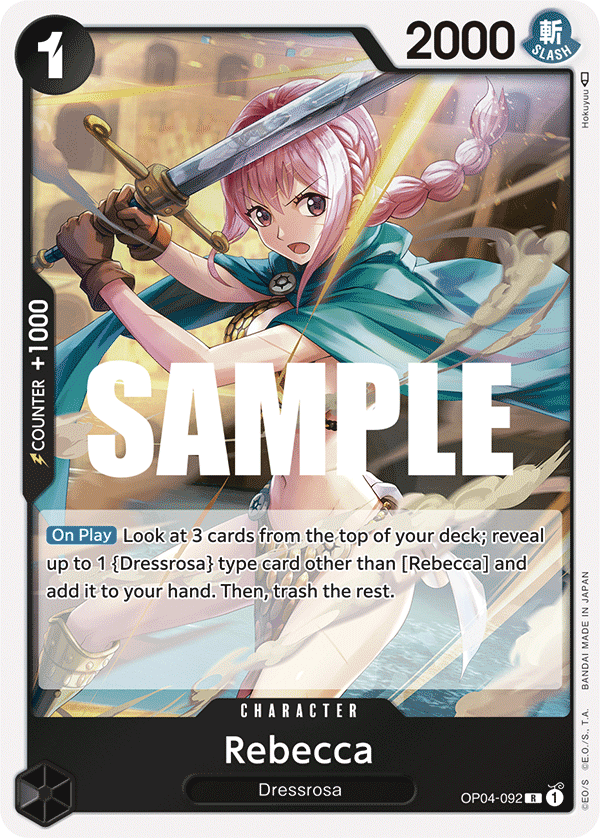 1
2000
斬
SLASH
Hokuyuu
COUNTER +1000
SAMPLE
On Play Look at 3 cards from the top of your deck; reveal
up to 1 {Dressrosa} type card other than [Rebecca] and
add it to your hand. Then, trash the rest.
CHARACTER
Rebecca
Dressrosa
OP04-092 R 1
©EO/S ©E.O./S., T.A. BANDAI MADE IN JAPAN